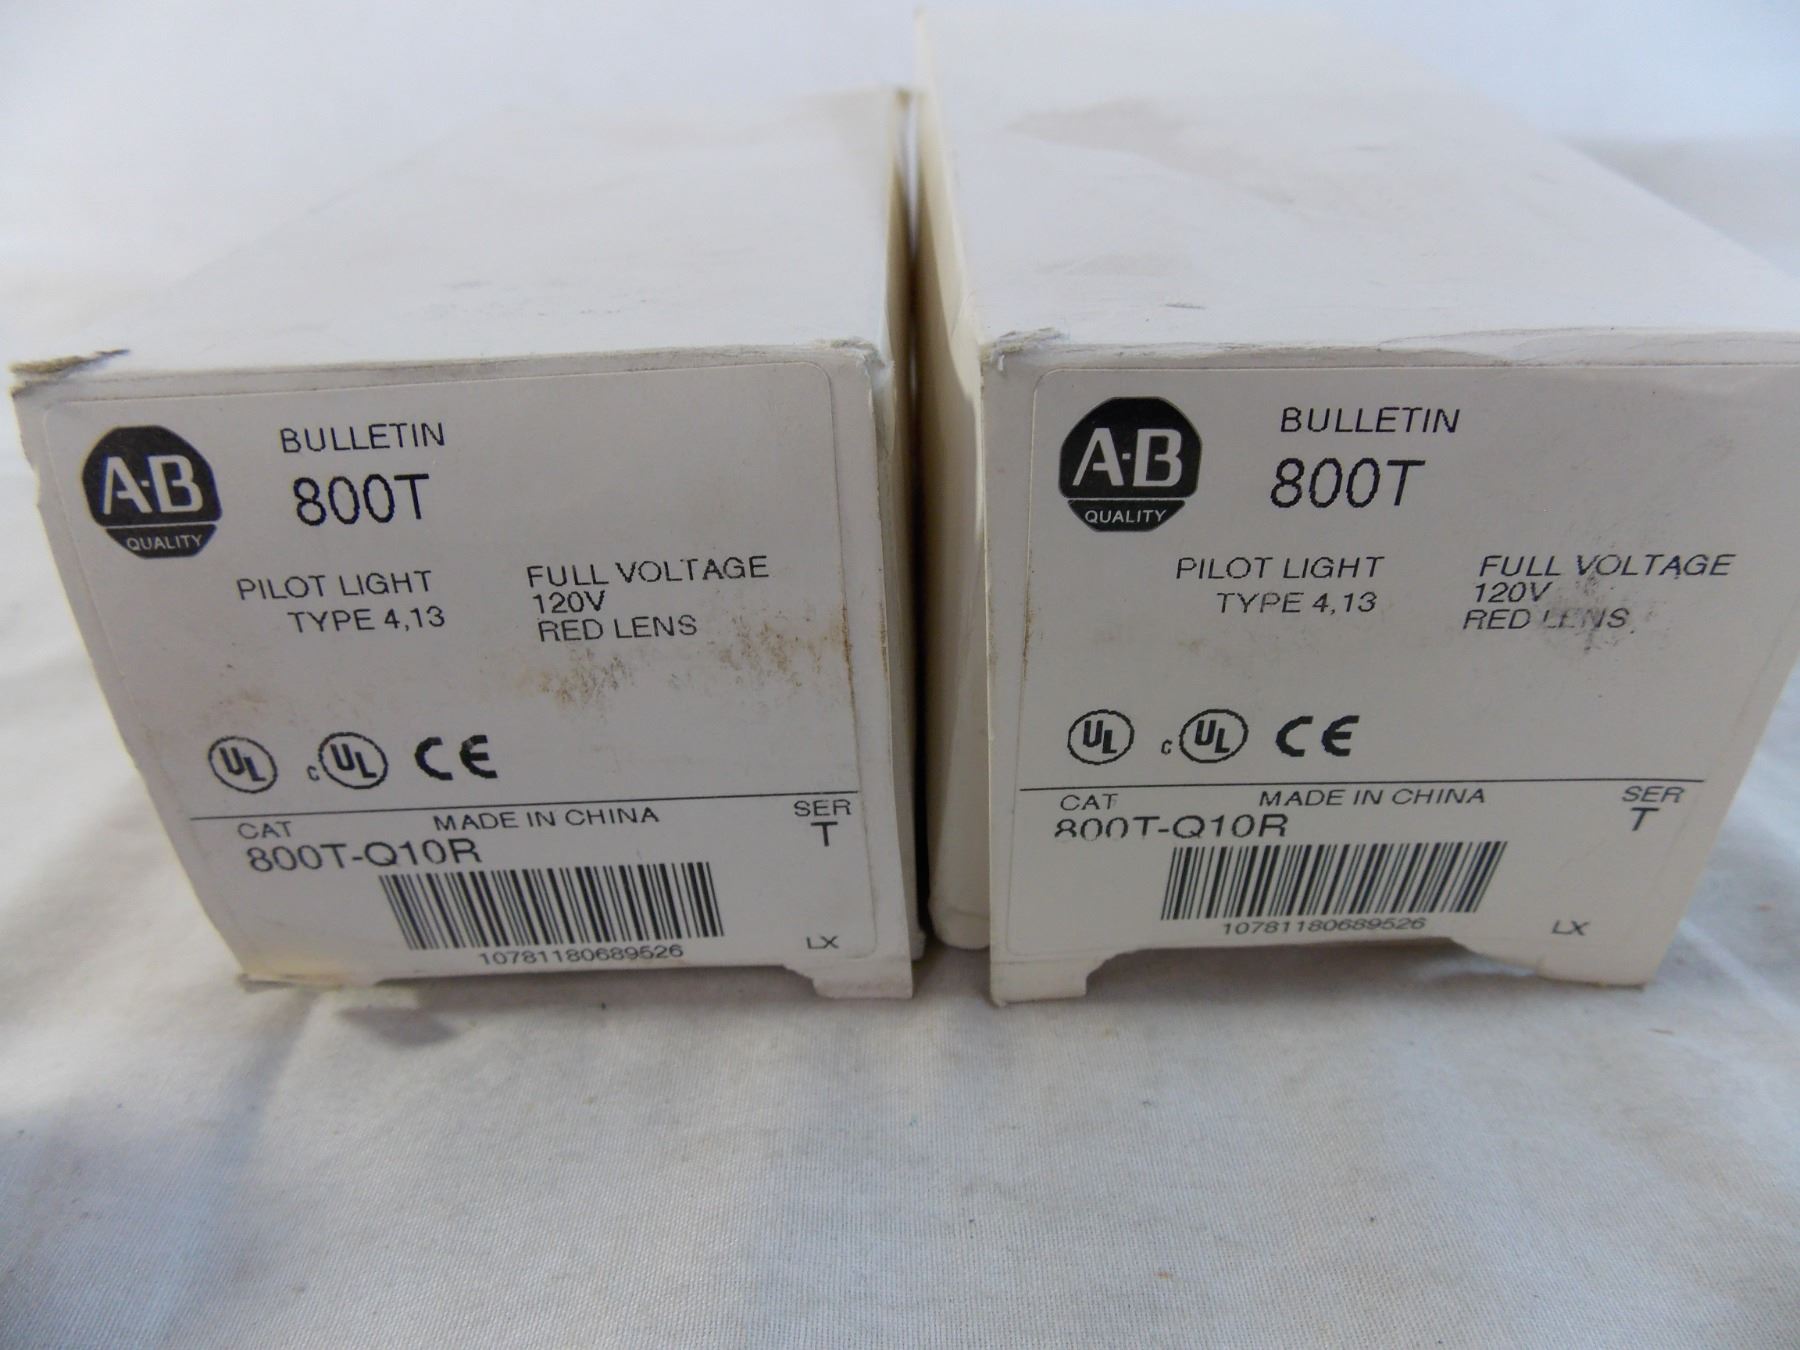 A-B
QUALITY
BULLETIN
800T
PILOT LIGHT
TYPE 4,13
FULL VOLTAGE
120V
RED LENS
UL
c UL
CE
CAT
MADE IN CHINA
SER
800T-Q10R
T
10781180689526
LX
A-B
QUALITY
BULLETIN
800T
PILOT LIGHT
TYPE 4,13
FULL VOLTAGE
120V
RED LENS
UL
c UL
CE
CAT
MADE IN CHINA
SER
800T-Q10R
T
10781180689526
LX